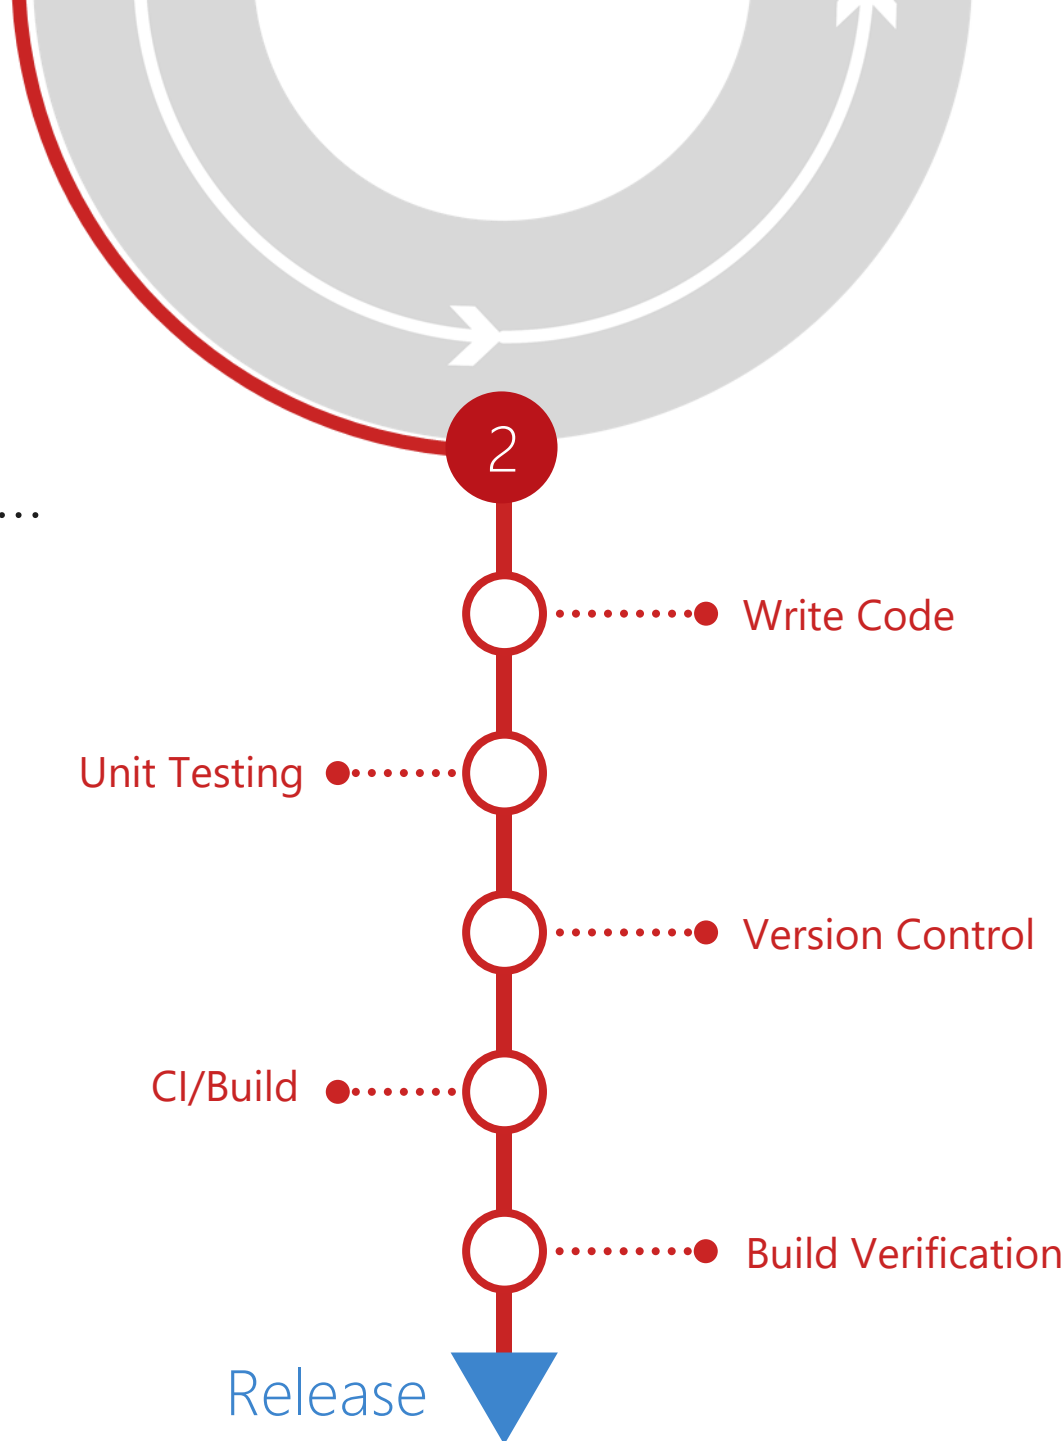 2
…
Write Code
Unit Testing
Version Control
CI/Build
Build Verification
Release